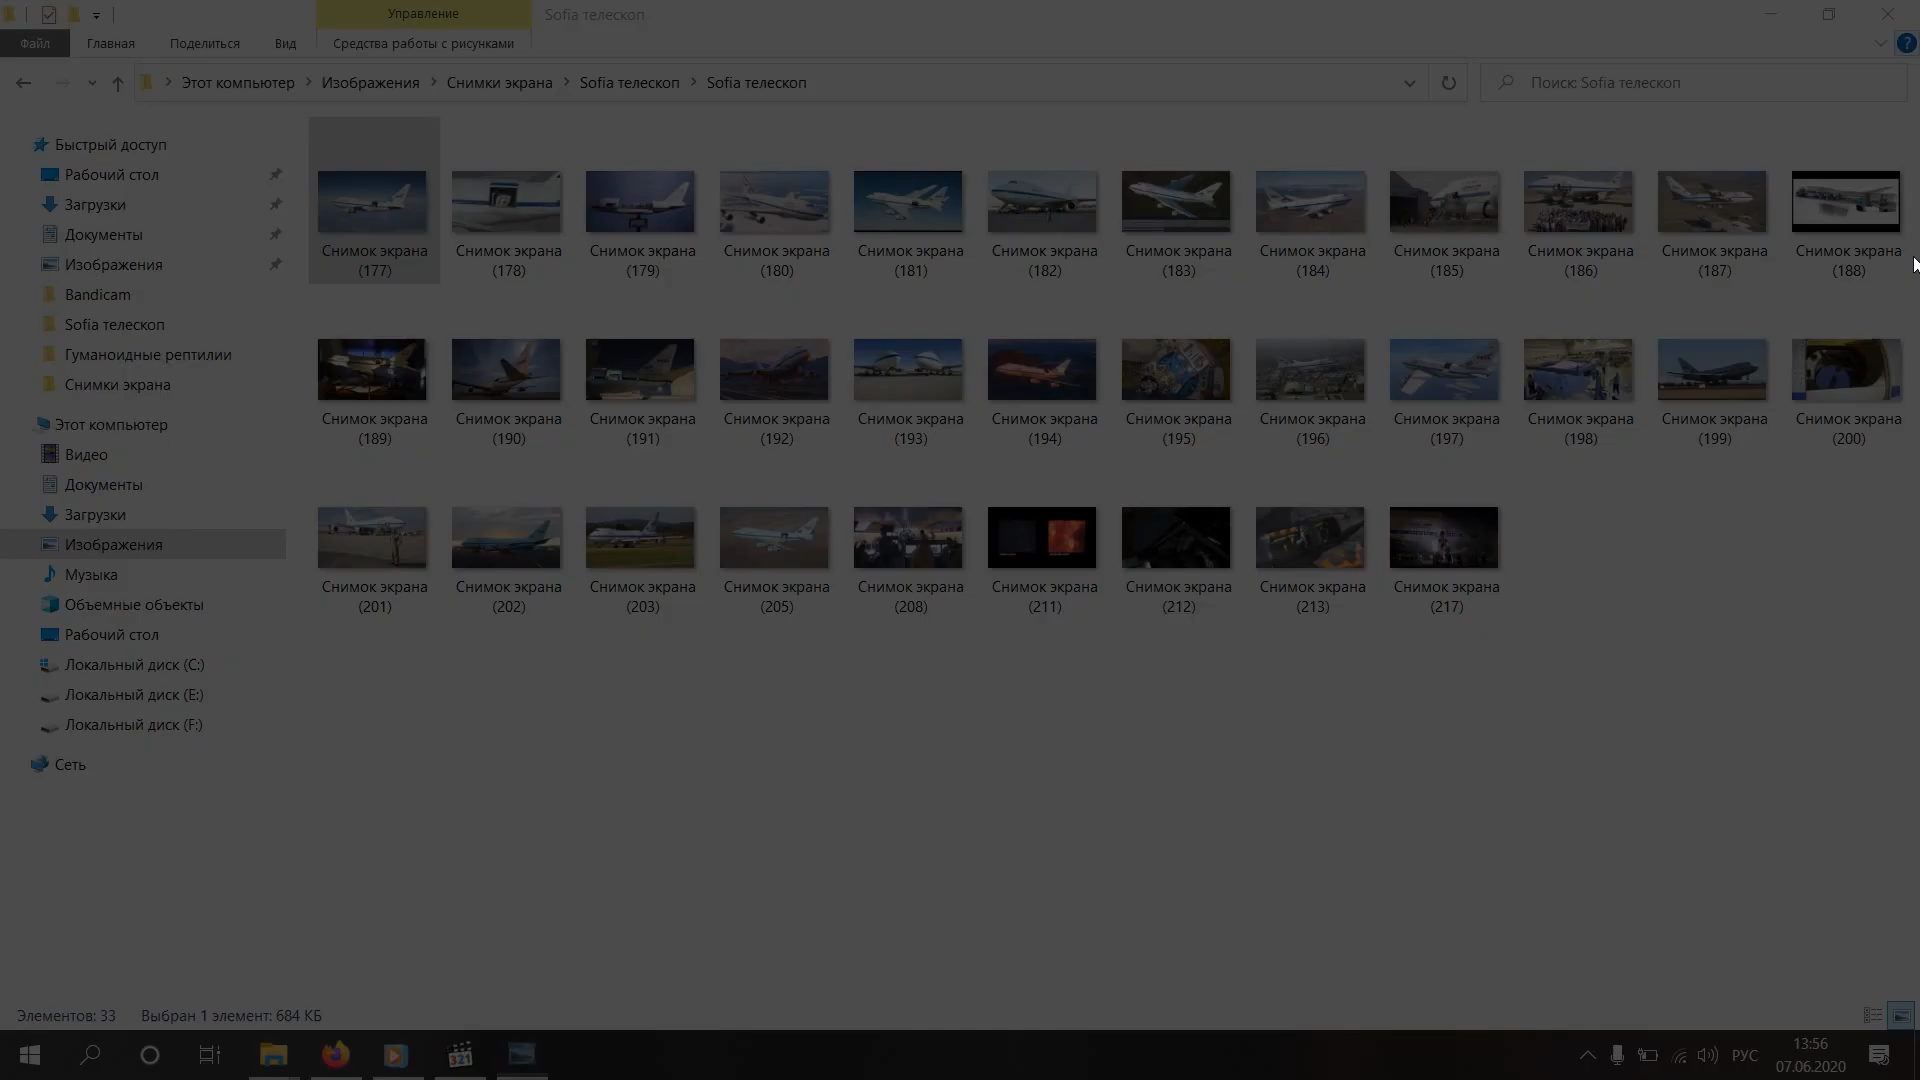 Управление
Sofia телескоп
Файл
Главная
Поделиться
Вид
Средства работы с рисунками
Этот компьютер
Изображения
Снимки экрана
Sofia телескоп
Sofia телескоп
Поиск: Sofia телескоп
Быстрый доступ
Рабочий стол
Загрузки
Документы
Изображения
Bandicam
Sofia телескоп
Гуманоидные рептилии
Снимки экрана
Этот компьютер
Видео
Документы
Загрузки
Изображения
Музыка
Объемные объекты
Рабочий стол
Локальный диск (C:)
Локальный диск (E:)
Локальный диск (F:)
Сеть
Снимок экрана
(177)
Снимок экрана
(178)
Снимок экрана
(179)
Снимок экрана
(180)
Снимок экрана
(181)
Снимок экрана
(182)
Снимок экрана
(183)
Снимок экрана
(184)
Снимок экрана
(185)
Снимок экрана
(186)
Снимок экрана
(187)
Снимок экрана
(188)
Снимок экрана
(189)
Снимок экрана
(190)
Снимок экрана
(191)
Снимок экрана
(192)
Снимок экрана
(193)
Снимок экрана
(194)
Снимок экрана
(195)
Снимок экрана
(196)
Снимок экрана
(197)
Снимок экрана
(198)
Снимок экрана
(199)
Снимок экрана
(200)
Снимок экрана
(201)
Снимок экрана
(202)
Снимок экрана
(203)
Снимок экрана
(205)
Снимок экрана
(208)
Снимок экрана
(211)
Снимок экрана
(212)
Снимок экрана
(213)
Снимок экрана
(217)
Элементов: 33
Выбран 1 элемент: 684 КБ
321
РУС
13:56
07.06.2020